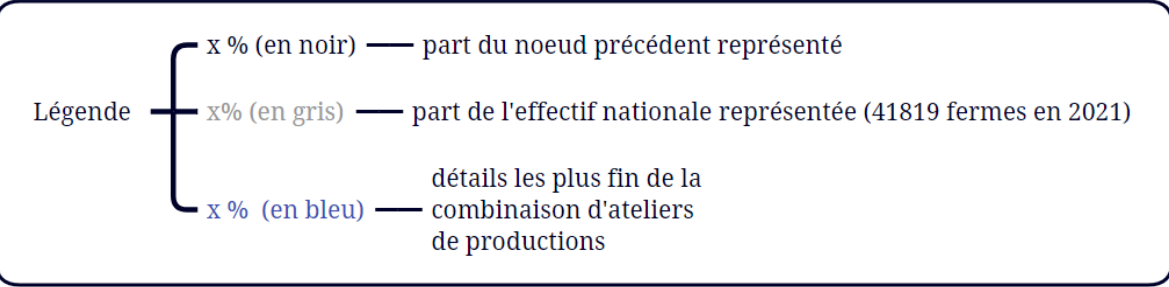 x % (en noir) part du noeud précédent représenté
Légende x% (en gris) part de l'effectif nationale représentée (41819 fermes en 2021)
détails les plus fin de la
x % (en bleu) combinaison d'ateliers
de productions